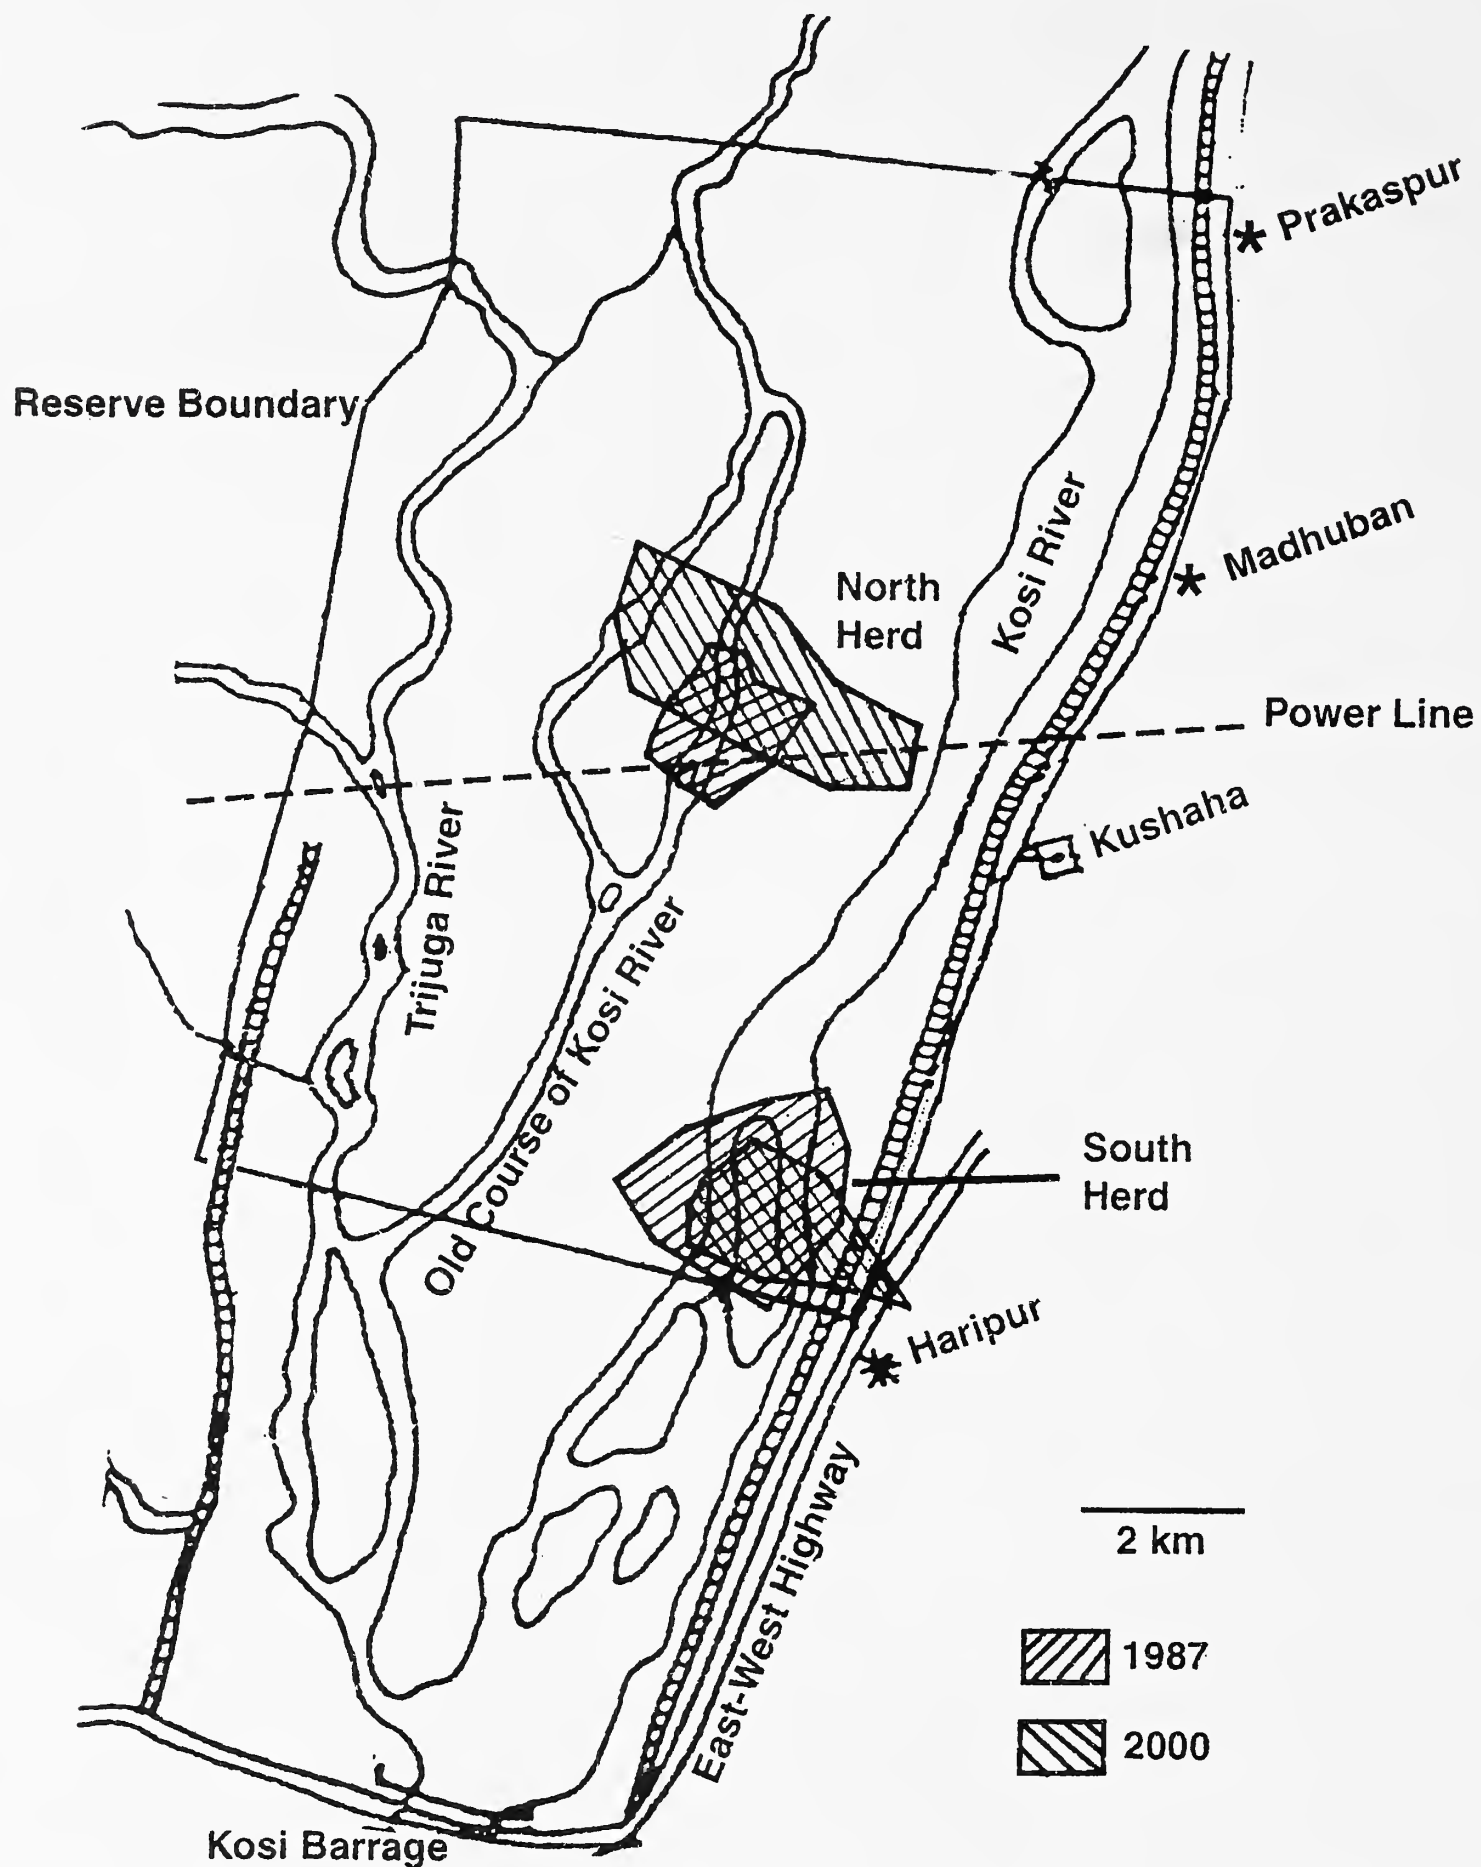 Prakaspur
Reserve Boundary
Kosi River
Madhuban
North
Herd
Power Line
Kushaha
Trijuga River
Old Course of Kosi River
South
Herd
Haripur
East-West Highway
2 km
1987
2000
Kosi Barrage